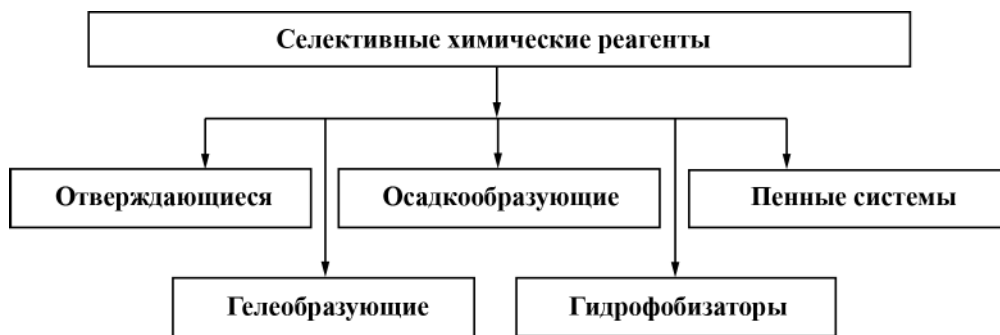 Селективные химические реагенты
Отверждающиеся
Осадкообразующие
Пенные системы
Гелеобразующие
Гидрофобизаторы